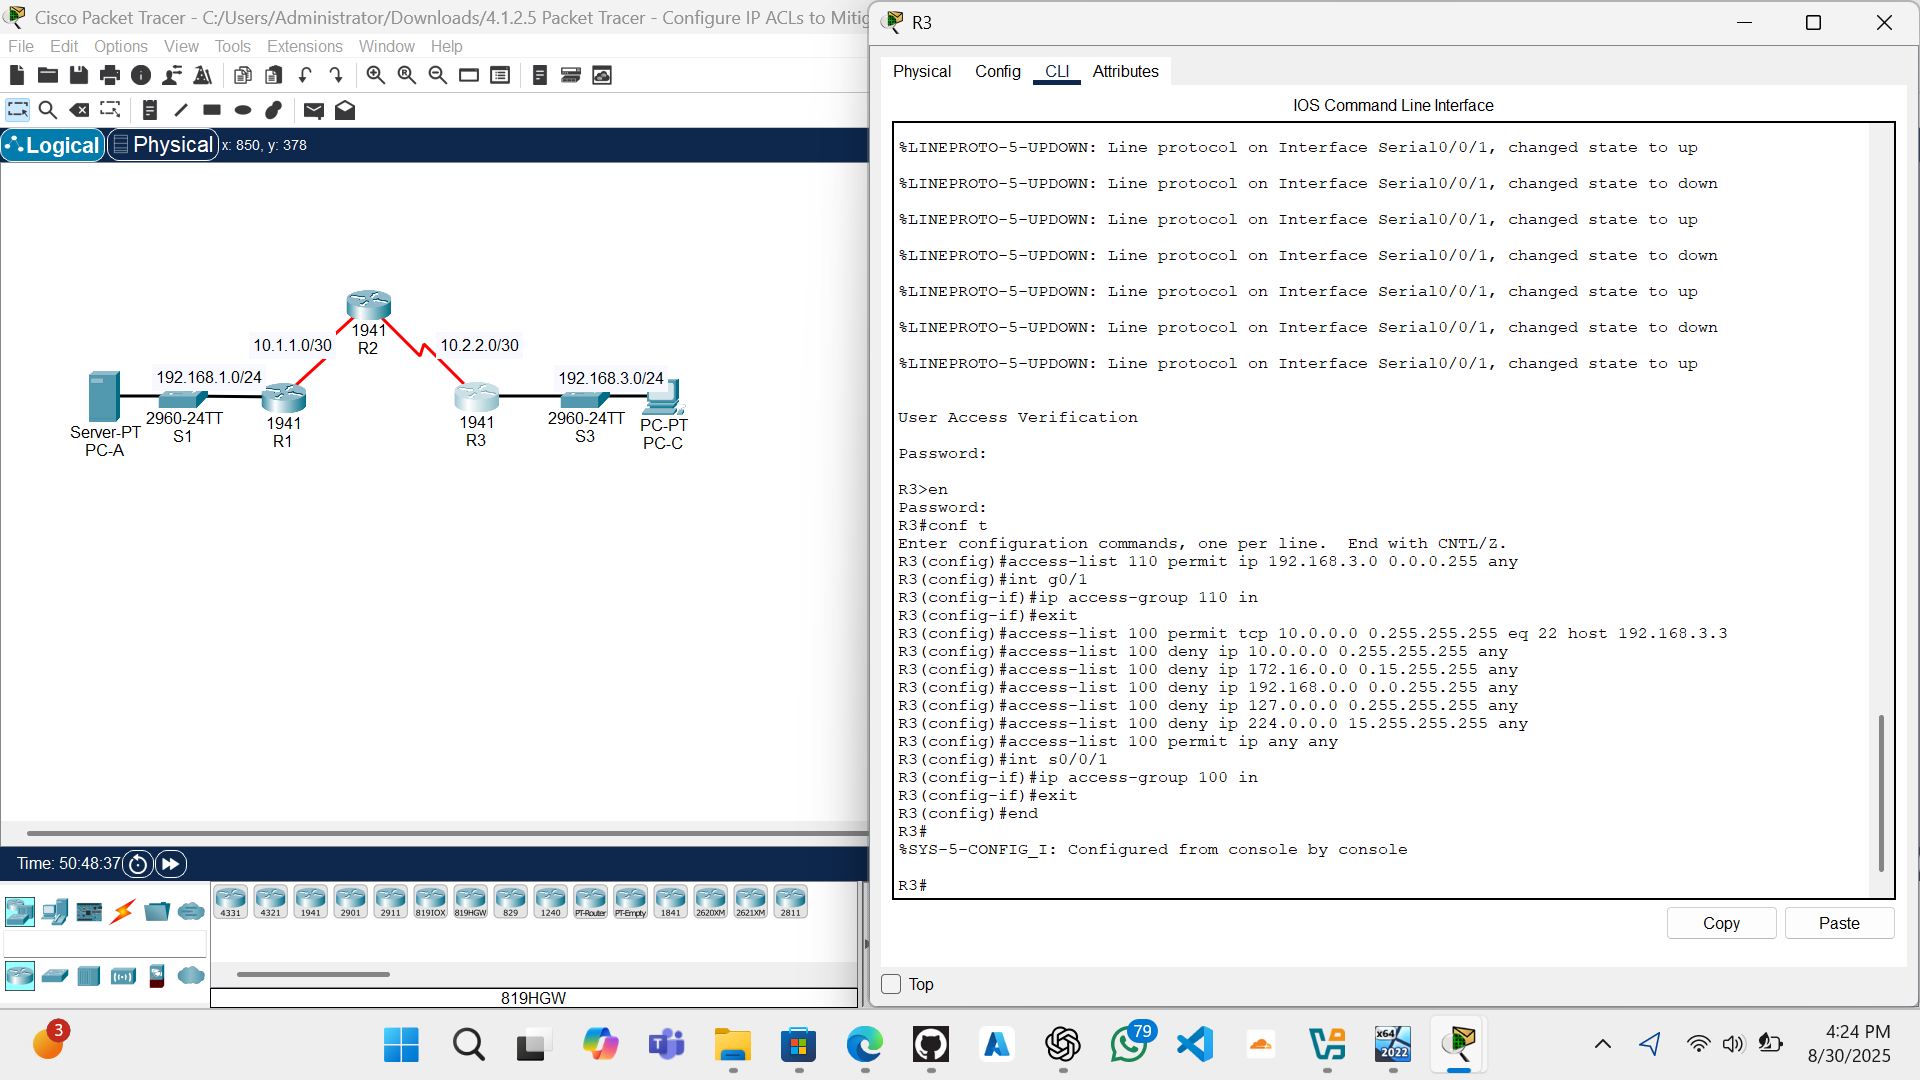 Cisco Packet Tracer - C:/Users/Administrator/Downloads/4.1.2.5 Packet Tracer - Configure IP ACLs to Mitig
File Edit Options View Tools Extensions Window Help
Logical Physical x: 850, y: 378
1941
R2
10.1.1.0/30
10.2.2.0/30
192.168.1.0/24
192.168.3.0/24
Server-PT
PC-A
2960-24TT
S1
1941
R1
1941
R3
2960-24TT
S3
PC-PT
PC-C
Time: 50:48:37
4331 4321 1941 2901 2911 819IOX 819HGW 829 1240 PT-Router PT-Empty 1841 2620XM 2621XM 2811
819HGW
R3
Physical Config CLI Attributes
IOS Command Line Interface
%LINEPROTO-5-UPDOWN: Line protocol on Interface Serial0/0/1, changed state to up
%LINEPROTO-5-UPDOWN: Line protocol on Interface Serial0/0/1, changed state to down
%LINEPROTO-5-UPDOWN: Line protocol on Interface Serial0/0/1, changed state to up
%LINEPROTO-5-UPDOWN: Line protocol on Interface Serial0/0/1, changed state to down
%LINEPROTO-5-UPDOWN: Line protocol on Interface Serial0/0/1, changed state to up
%LINEPROTO-5-UPDOWN: Line protocol on Interface Serial0/0/1, changed state to down
%LINEPROTO-5-UPDOWN: Line protocol on Interface Serial0/0/1, changed state to up
User Access Verification
Password:
R3>en
Password:
R3#conf t
Enter configuration commands, one per line.  End with CNTL/Z.
R3(config)#access-list 110 permit ip 192.168.3.0 0.0.0.255 any
R3(config)#int g0/1
R3(config-if)#ip access-group 110 in
R3(config-if)#exit
R3(config)#access-list 100 permit tcp 10.0.0.0 0.255.255.255 eq 22 host 192.168.3.3
R3(config)#access-list 100 deny ip 10.0.0.0 0.255.255.255 any
R3(config)#access-list 100 deny ip 172.16.0.0 0.15.255.255 any
R3(config)#access-list 100 deny ip 192.168.0.0 0.0.255.255 any
R3(config)#access-list 100 deny ip 127.0.0.0 0.255.255.255 any
R3(config)#access-list 100 deny ip 224.0.0.0 15.255.255.255 any
R3(config)#access-list 100 permit ip any any
R3(config)#int s0/0/1
R3(config-if)#ip access-group 100 in
R3(config-if)#exit
R3(config)#end
R3#
%SYS-5-CONFIG_I: Configured from console by console
R3#
Copy Paste
Top
3
79
x64
2022
4:24 PM
8/30/2025